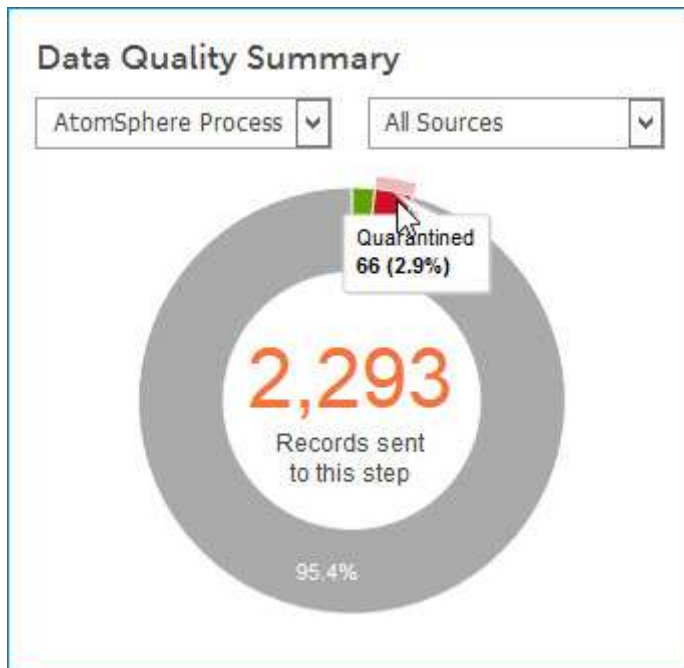 Data Quality Summary
AtomSphere Process
All Sources
Quarantined
66 (2.9%)
2,293
Records sent
to this step
95.4%